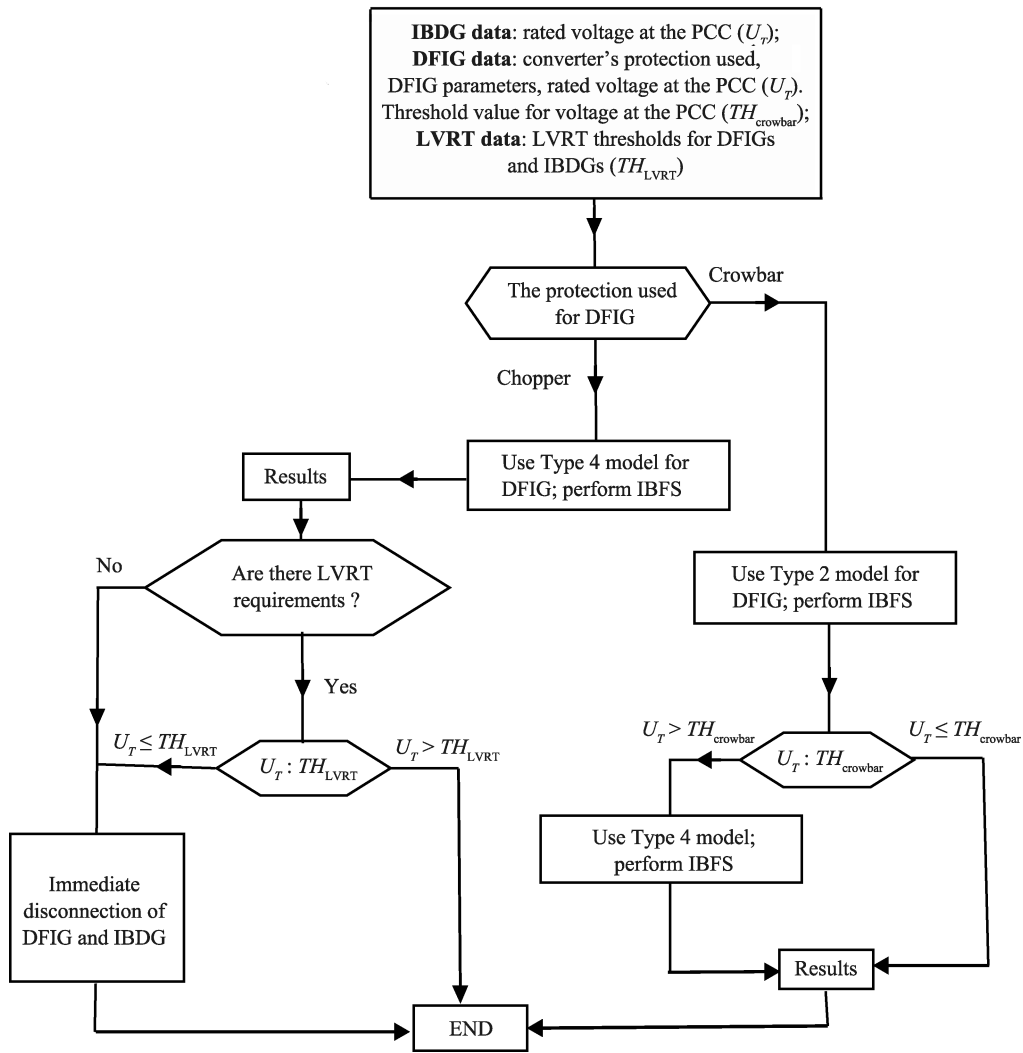 IBDG data: rated voltage at the PCC (U_T);
DFIG data: converter's protection used,
DFIG parameters, rated voltage at the PCC (U_T).
Threshold value for voltage at the PCC (TH_crowbar);
LVRT data: LVRT thresholds for DFIGs
and IBDGs (TH_LVRT)
The protection used
for DFIG
Crowbar
Chopper
Use Type 4 model for
DFIG; perform IBFS
Results
Are there LVRT
requirements ?
No
Yes
U_T ≤ TH_LVRT
U_T : TH_LVRT
U_T > TH_LVRT
Immediate
disconnection of
DFIG and IBDG
Use Type 2 model for
DFIG; perform IBFS
U_T > TH_crowbar
U_T : TH_crowbar
U_T ≤ TH_crowbar
Use Type 4 model;
perform IBFS
Results
END